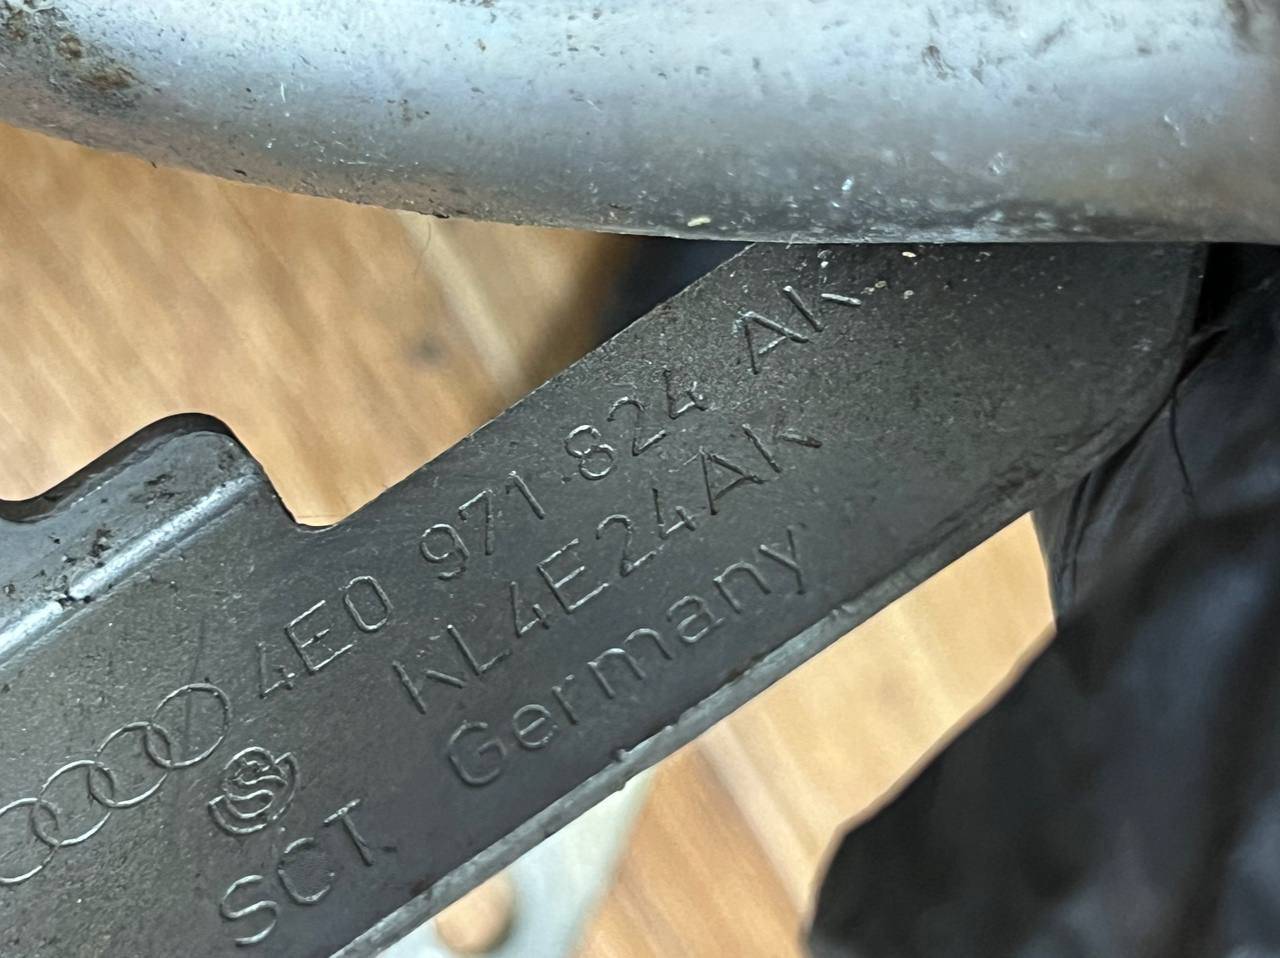 4E0 971 824 AK
KL4E24AK
Germany
SCT